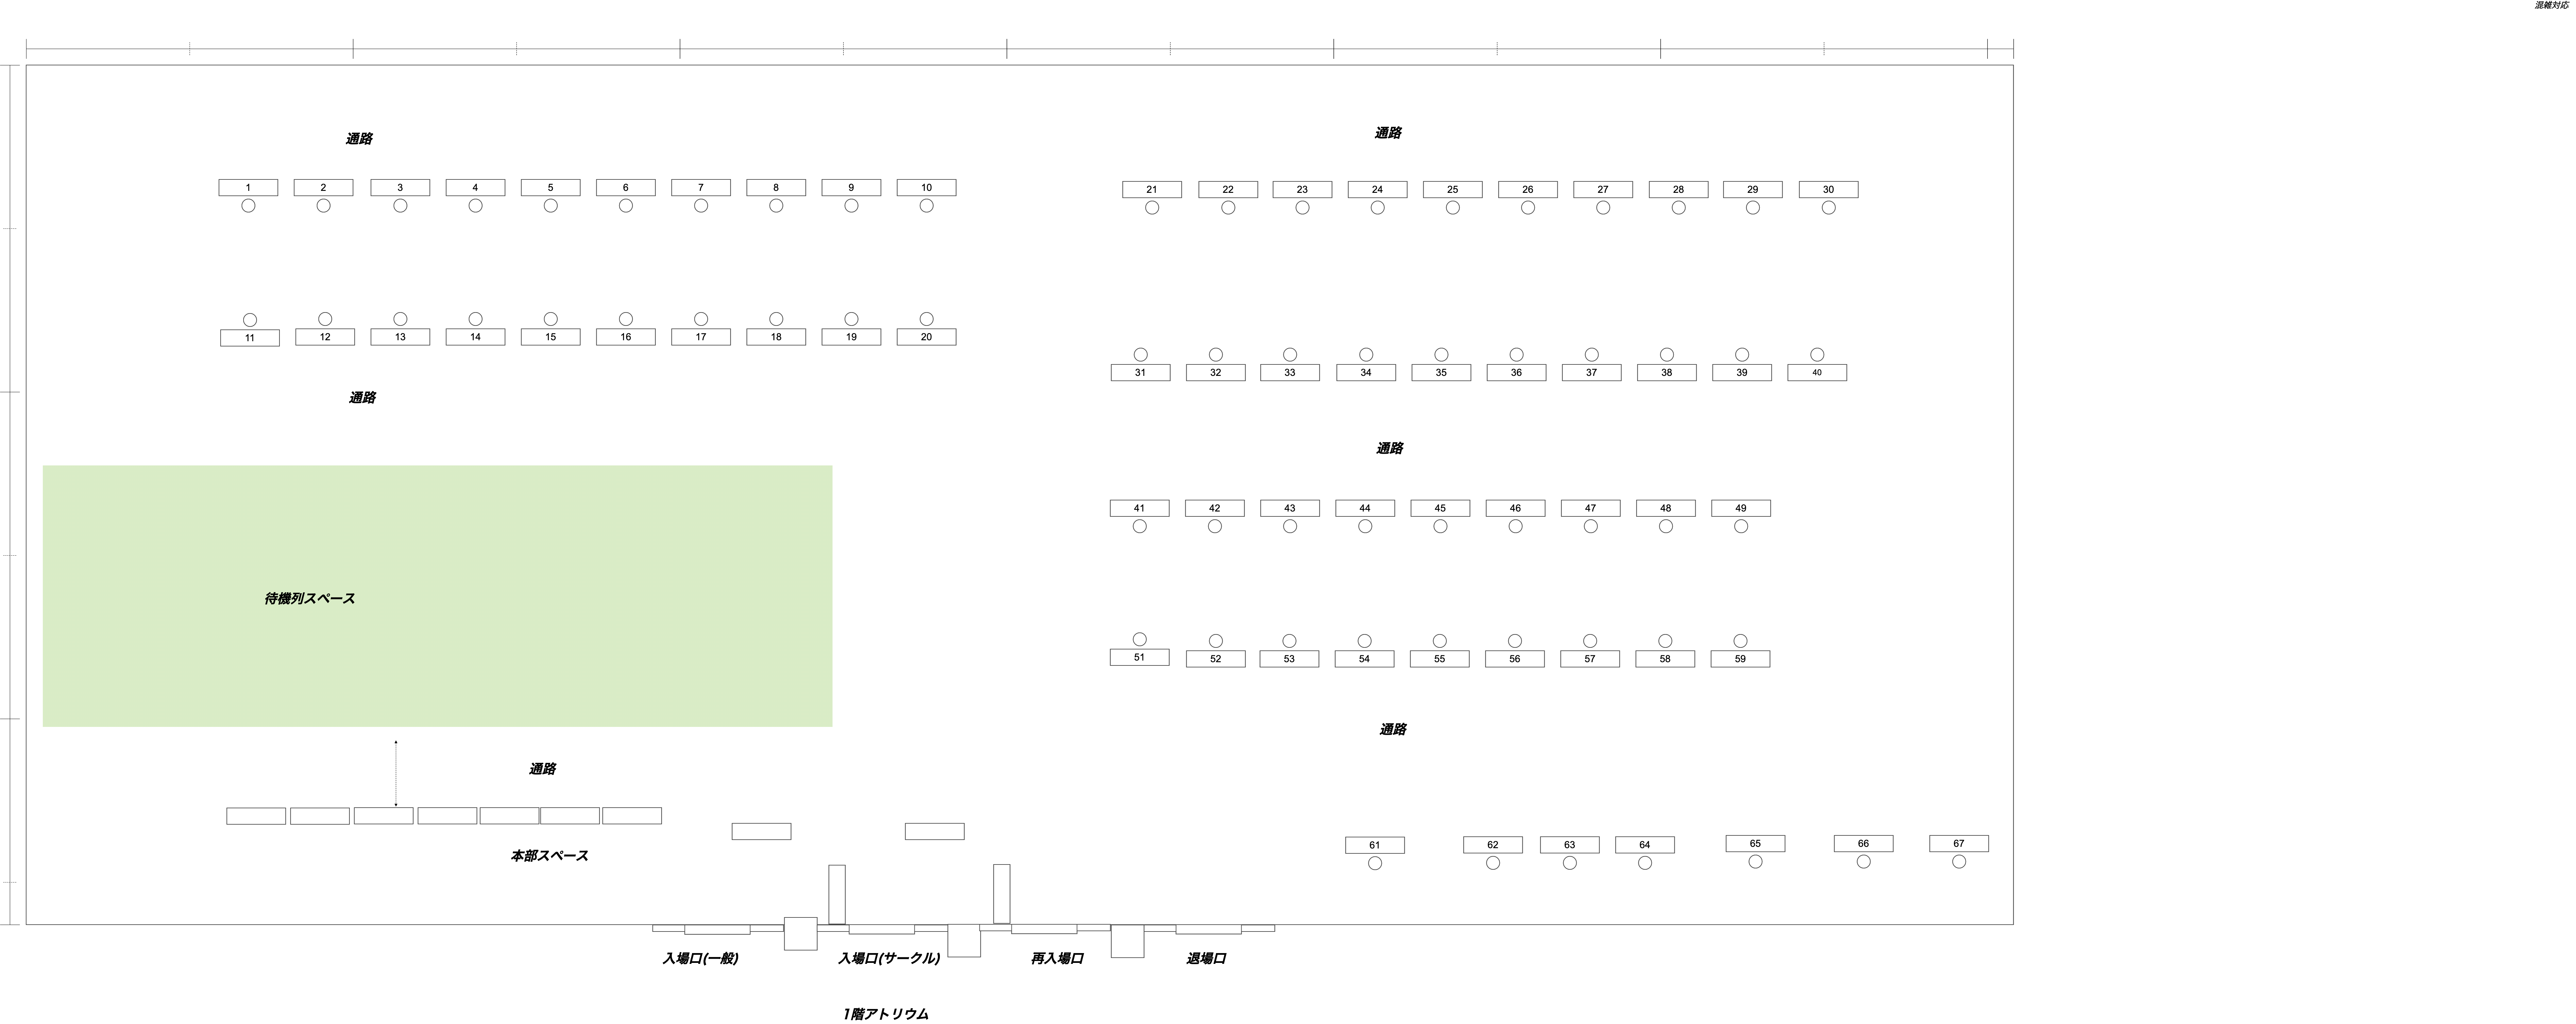 混雑対応
通路
通路
1 2 3 4 5 6 7 8 9 10
21 22 23 24 25 26 27 28 29 30
11 12 13 14 15 16 17 18 19 20
31 32 33 34 35 36 37 38 39 40
通路
通路
41 42 43 44 45 46 47 48 49
待機列スペース
51 52 53 54 55 56 57 58 59
通路
通路
61 62 63 64 65 66 67
本部スペース
入場口(一般)
入場口(サークル)
再入場口
退場口
1階アトリウム